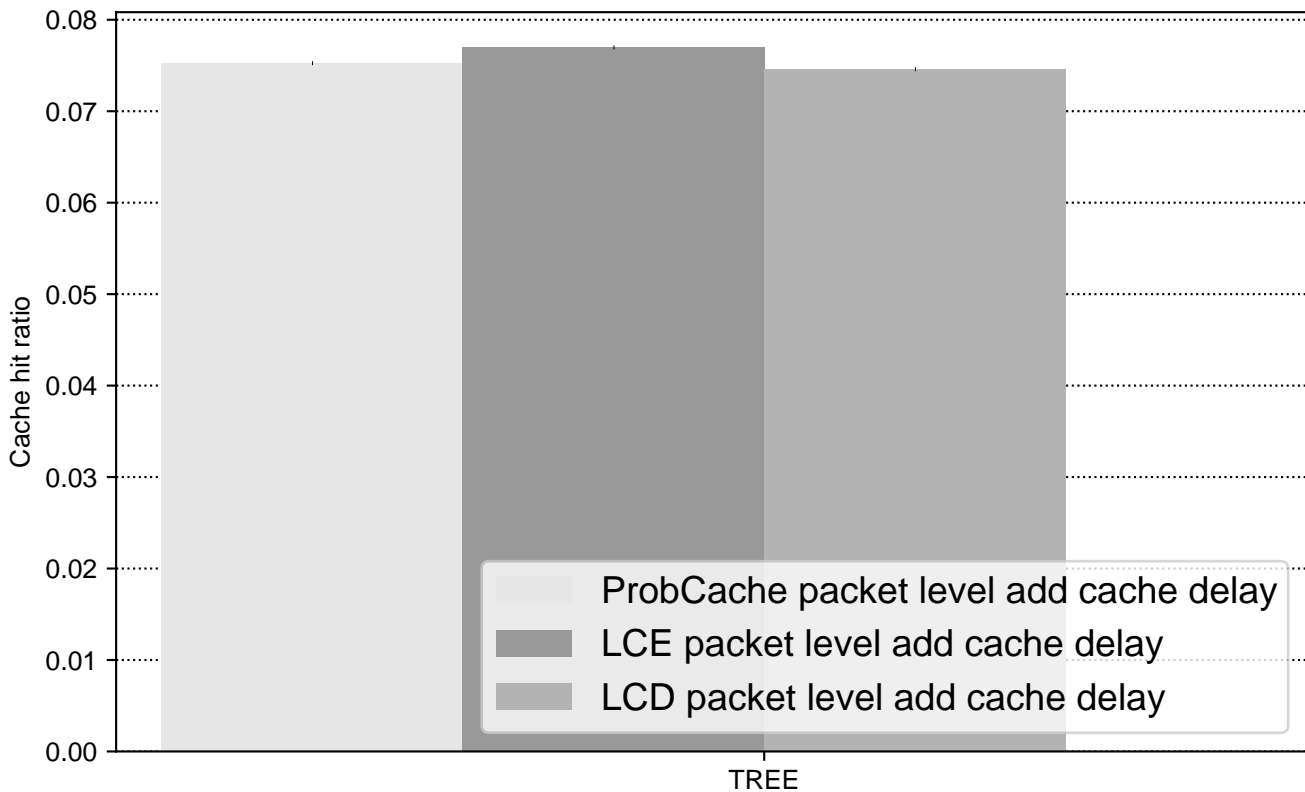 0.08
0.07
0.06
0.05
0.04
0.03
0.02
0.01
0.00
Cache hit ratio
ProbCache packet level add cache delay
LCE packet level add cache delay
LCD packet level add cache delay
TREE